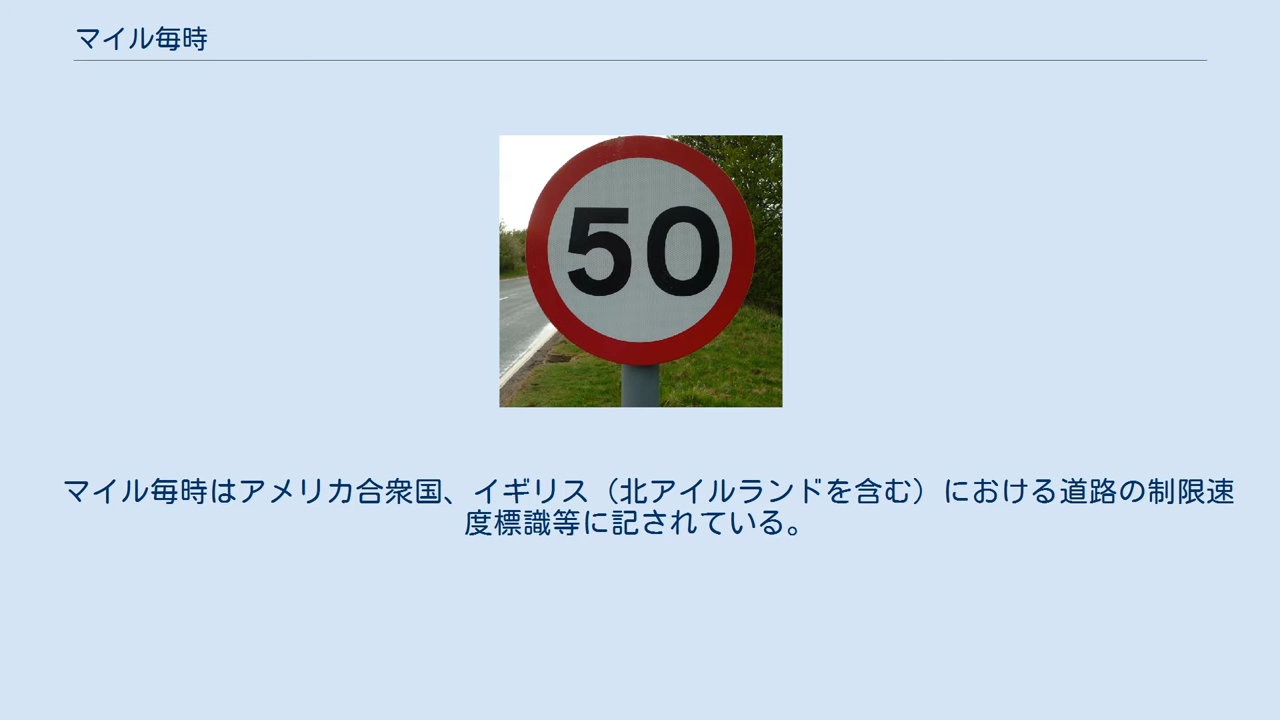 マイル毎時
50
マイル毎時はアメリカ合衆国、イギリス（北アイルランドを含む）における道路の制限速
度標識等に記されている。